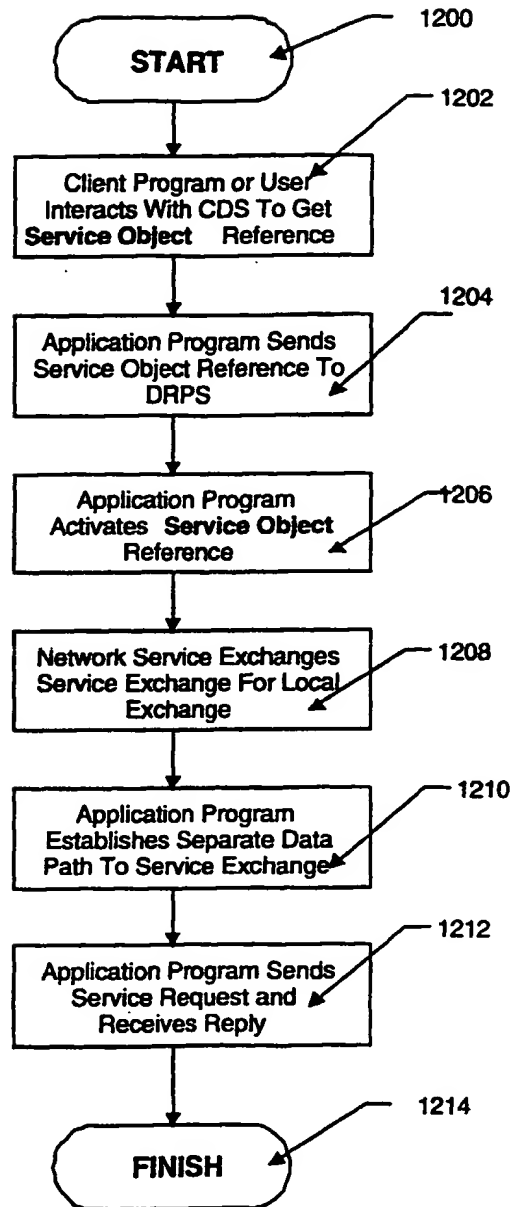 1200
START
1202
Client Program or User
Interacts With CDS To Get
Service Object Reference
1204
Application Program Sends
Service Object Reference To
DRPS
Application Program
Activates Service Object
Reference
1206
Network Service Exchanges
Service Exchange For Local
Exchange
1208
Application Program
Establishes Separate Data
Path To Service Exchange
1210
1212
Application Program Sends
Service Request and
Receives Reply
1214
FINISH